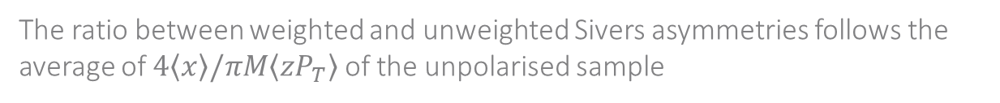 The ratio between weighted and unweighted Sivers asymmetries follows the
average of 4⟨x⟩/πM⟨zP_T⟩ of the unpolarised sample